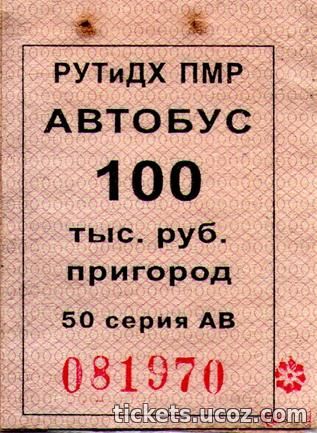 РУТиДХ ПМР
АВТОБУС
100
тыс. руб.
пригород
50 серия АВ
081970
tickets.ucoz.com